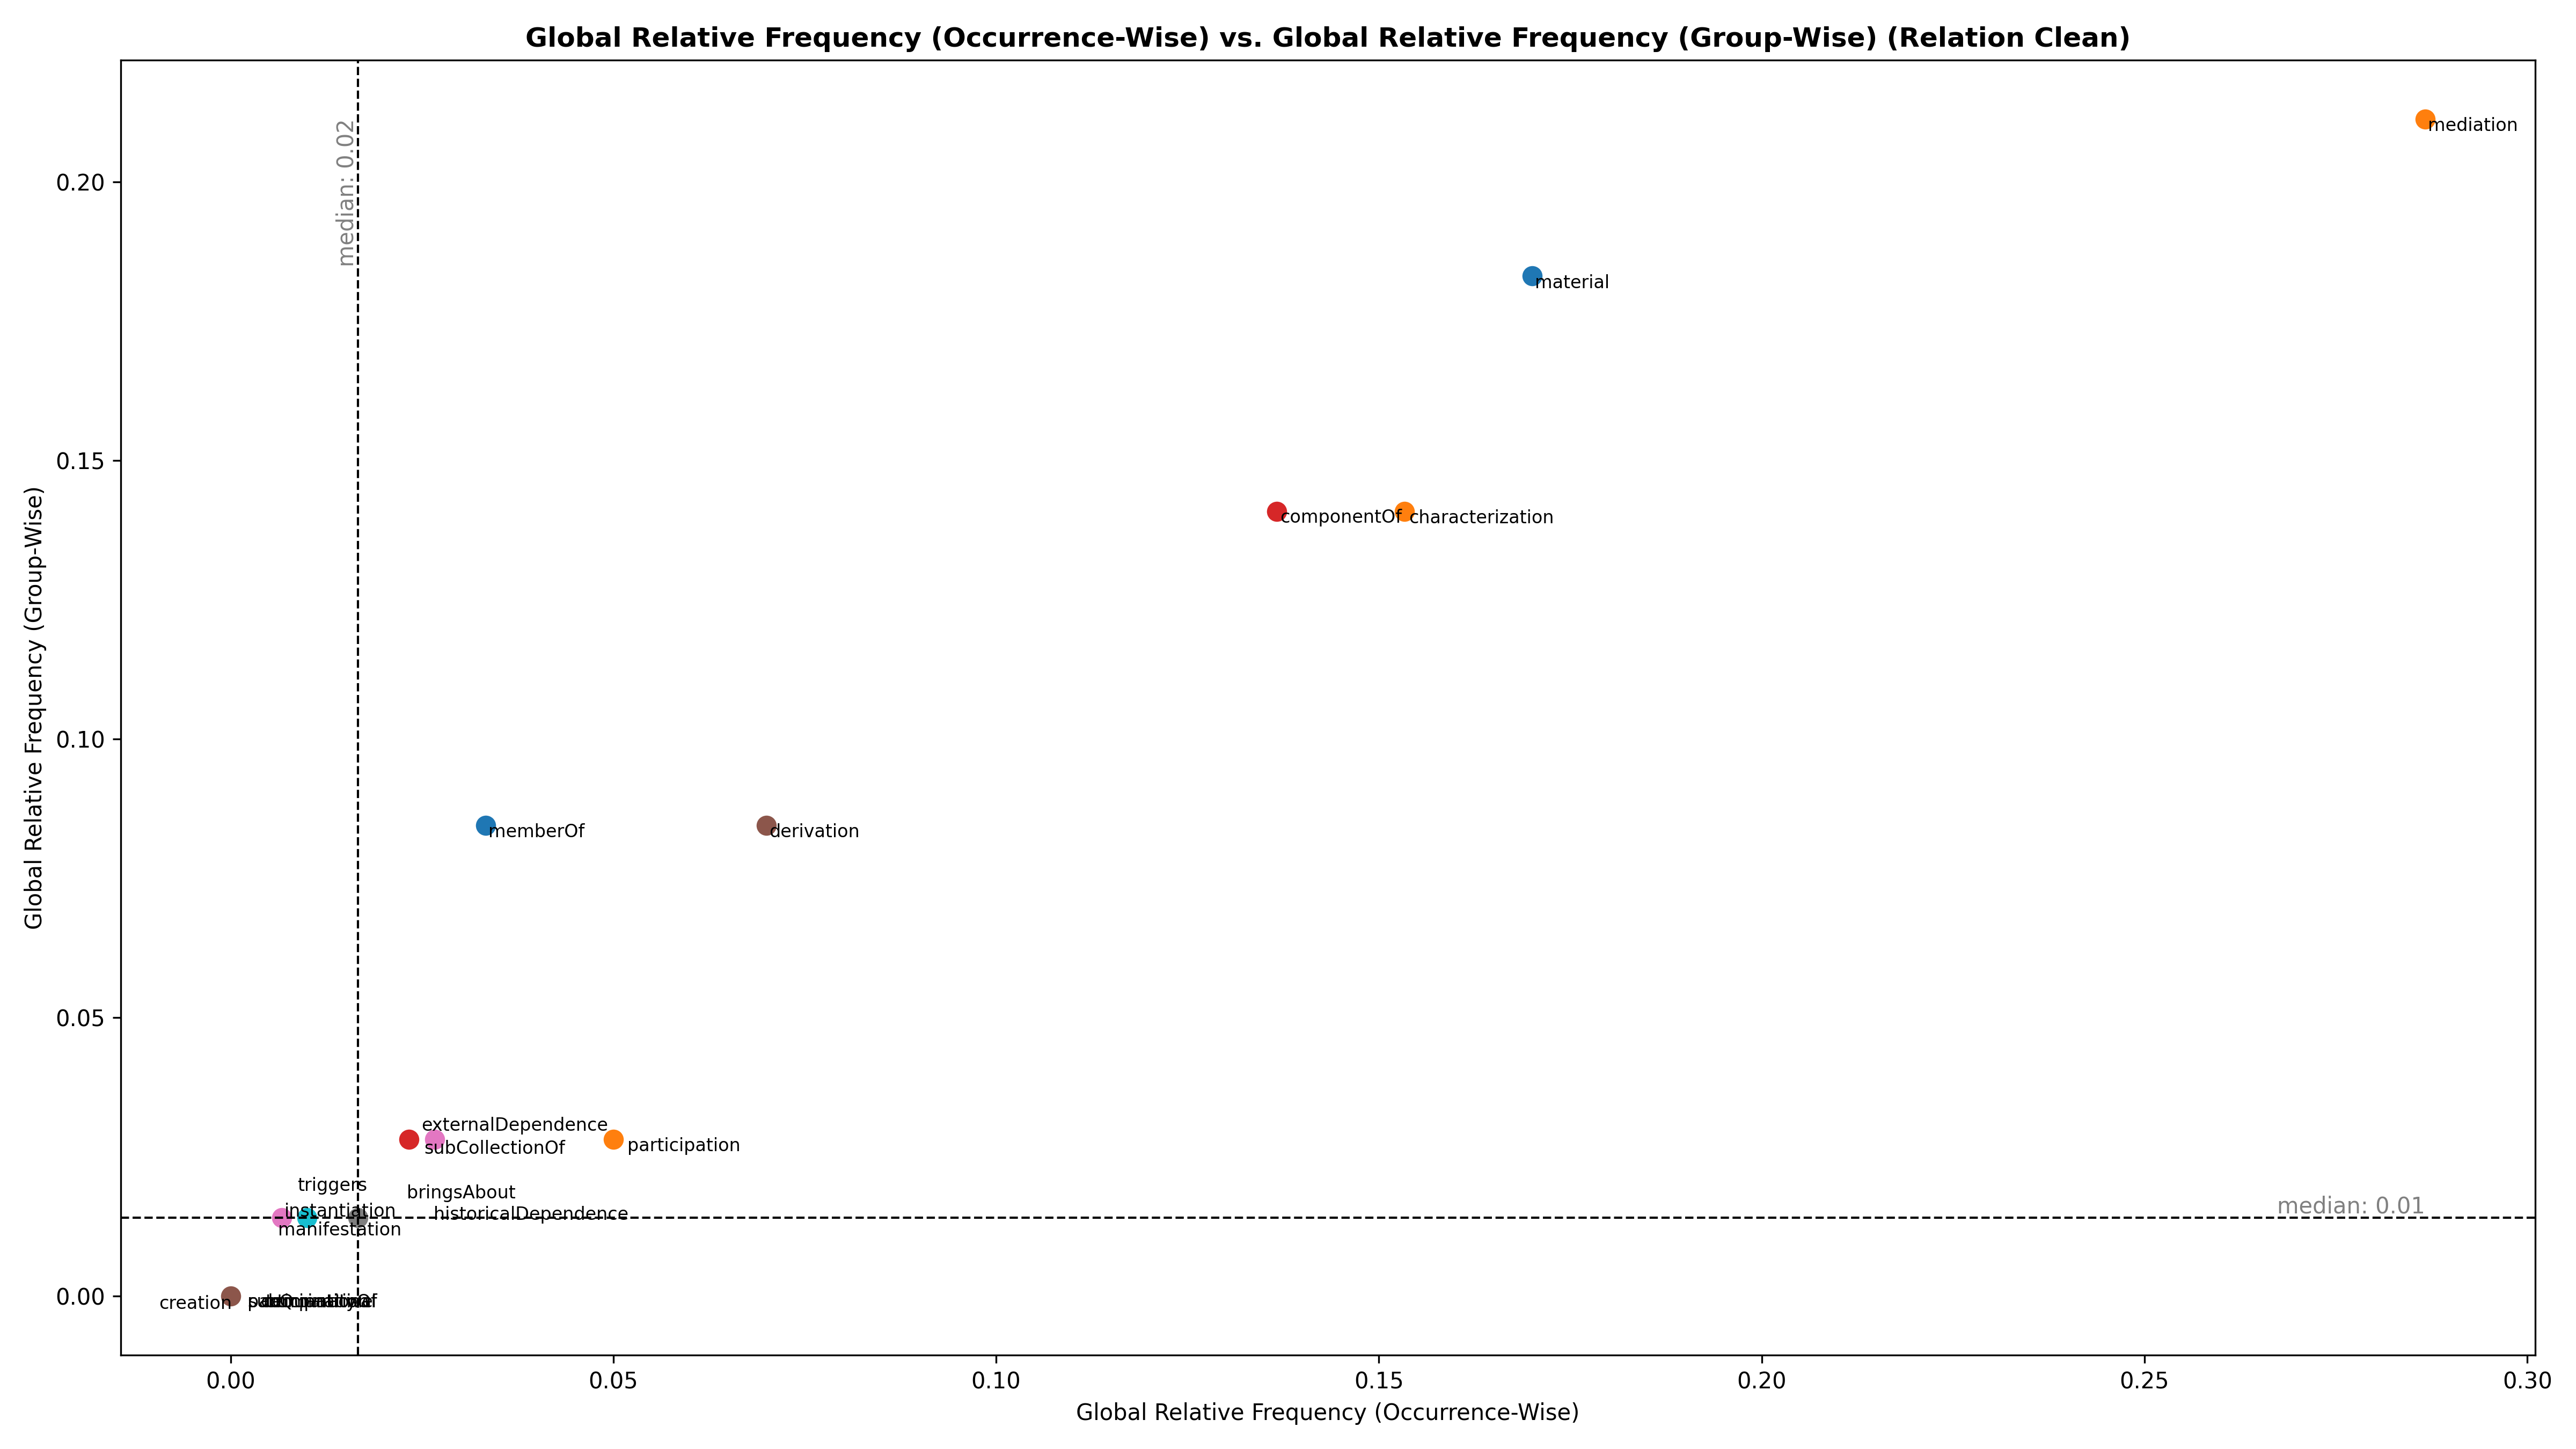 Global Relative Frequency (Occurrence-Wise) vs. Global Relative Frequency (Group-Wise) (Relation Clean)
median: 0.02
mediation
0.20
material
0.15
componentOf
characterization
Global Relative Frequency (Group-Wise)
0.10
memberOf
derivation
0.05
externalDependence
subCollectionOf
participation
triggers
bringsAbout
instantiation
historicalDependence
median: 0.01
manifestation
0.00
creation
0.00
0.05
0.10
0.15
0.20
0.25
0.30
Global Relative Frequency (Occurrence-Wise)